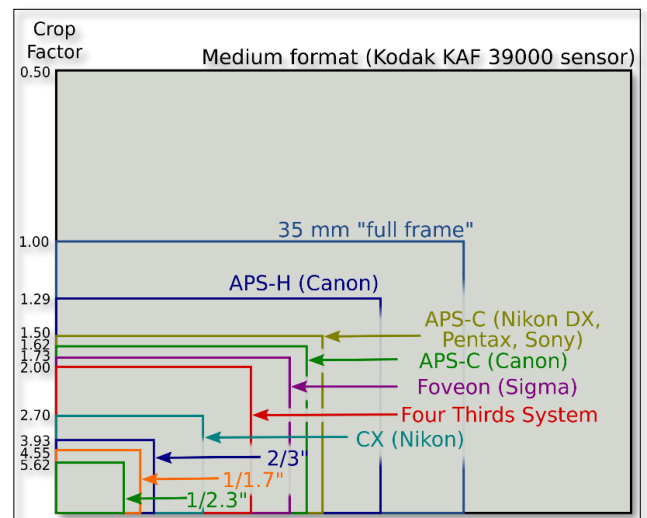 Crop
Factor
Medium format (Kodak KAF 39000 sensor)
0.50
35 mm "full frame"
1.00
APS-H (Canon)
1.29
APS-C (Nikon DX,
Pentax, Sony)
1.50
1.62
APS-C (Canon)
1.73
2.00
Foveon (Sigma)
Four Thirds System
2.70
CX (Nikon)
3.93
2/3"
4.55
1/1.7"
5.62
1/2.3"